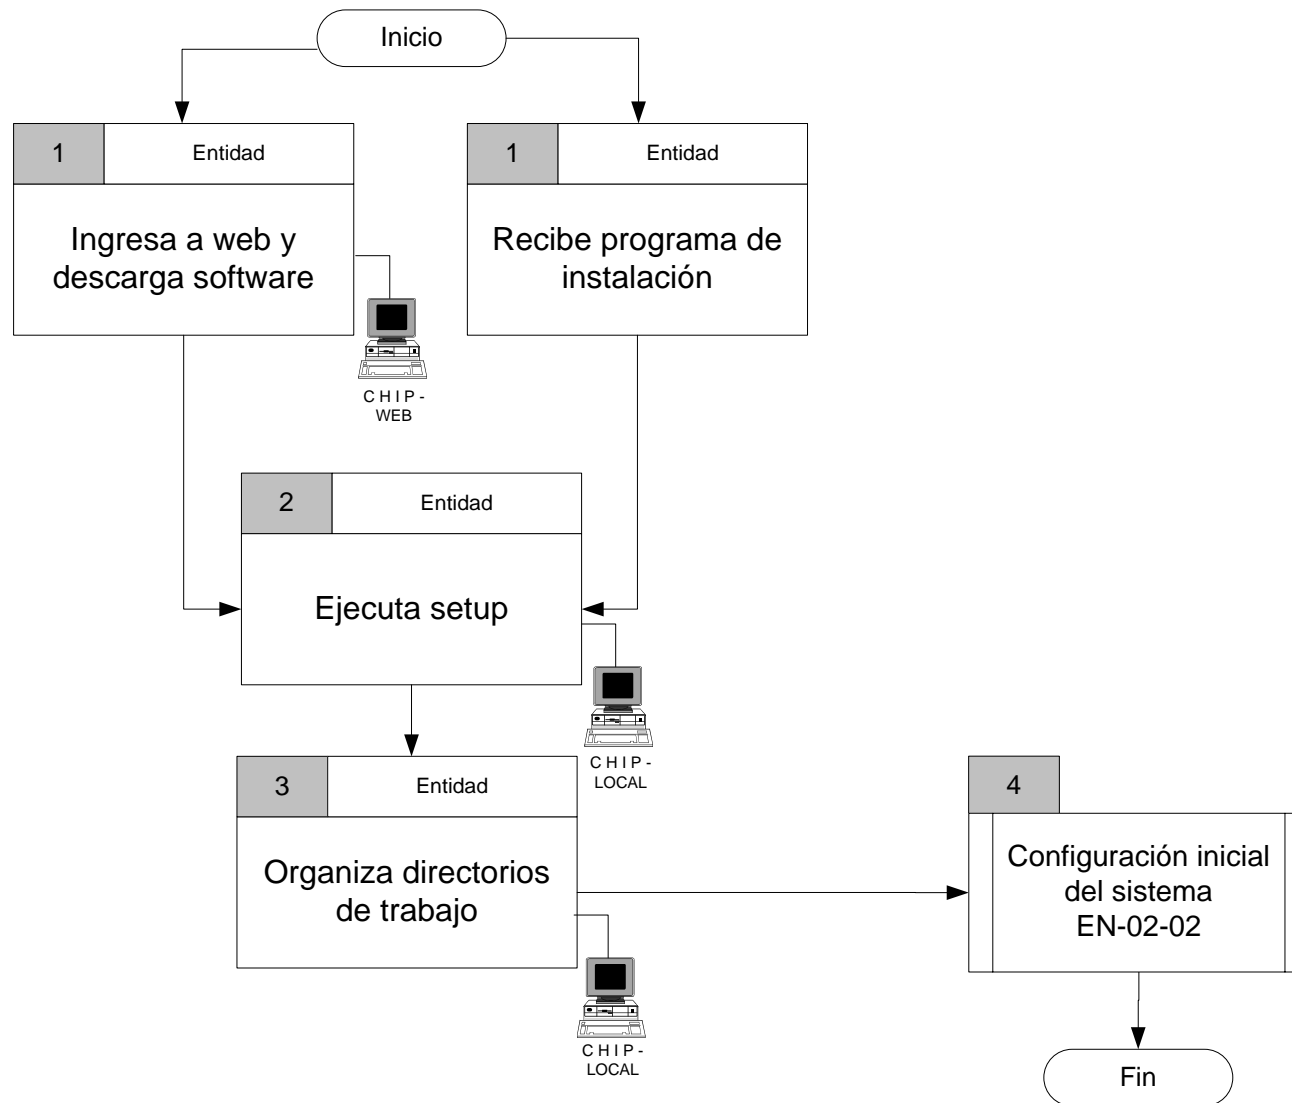 Inicio
1
Entidad
Ingresa a web y
descarga software
1
Entidad
Recibe programa de
instalación
C H I P -
WEB
2
Entidad
Ejecuta setup
C H I P -
LOCAL
3
Entidad
Organiza directorios
de trabajo
C H I P -
LOCAL
4
Configuración inicial
del sistema
EN-02-02
Fin